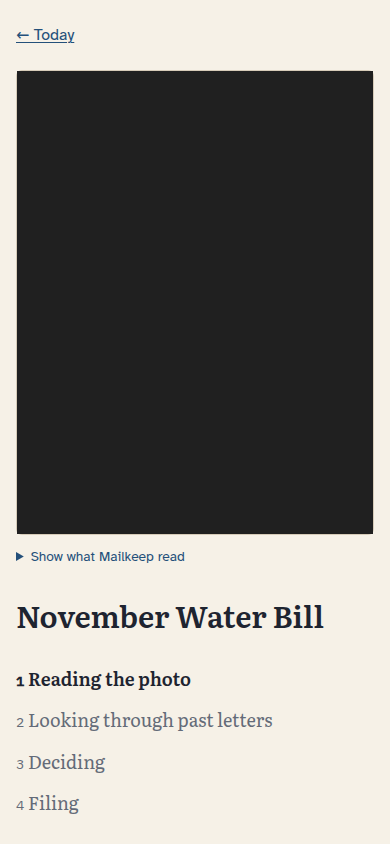 ← Today
▶ Show what Mailkeep read
November Water Bill
1 Reading the photo
2 Looking through past letters
3 Deciding
4 Filing